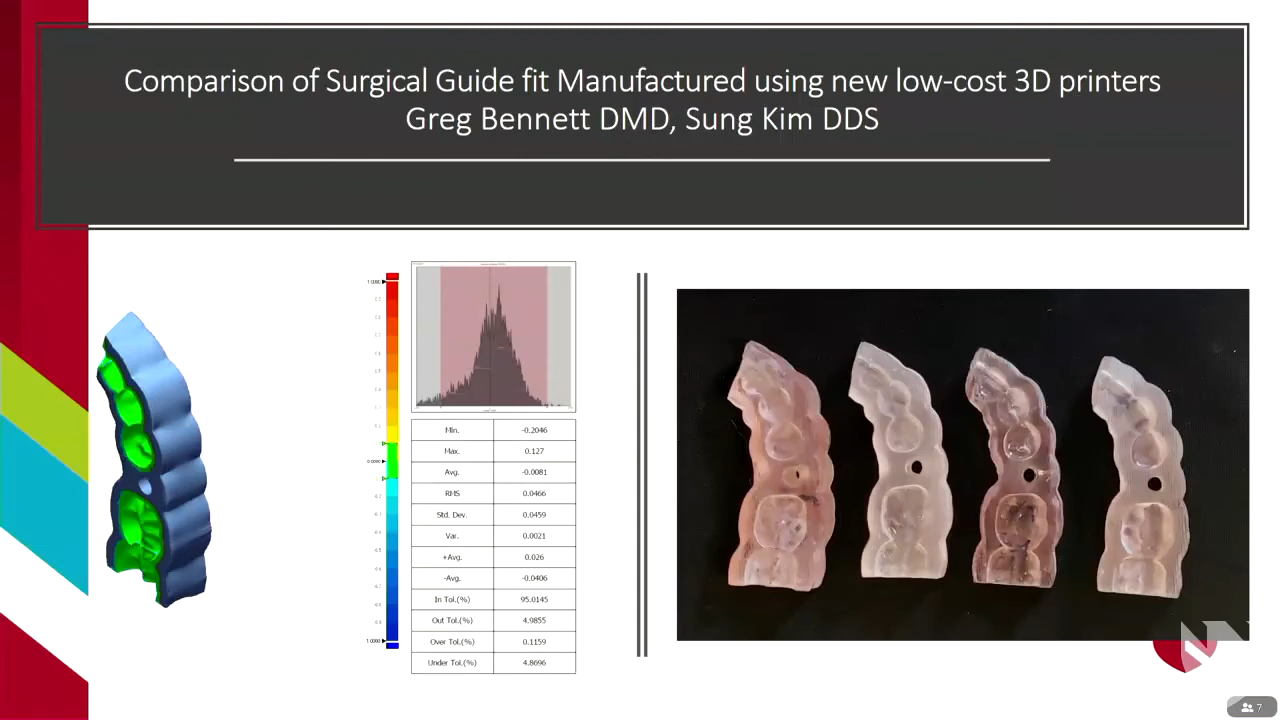 Comparison of Surgical Guide fit Manufactured using new low-cost 3D printers
Greg Bennett DMD, Sung Kim DDS
Min. -0.2046
Max. 0.127
Avg. -0.0081
RMS 0.0466
Std. Dev. 0.0459
Var. 0.0021
+Avg. 0.026
-Avg. -0.0406
In Tol.(%) 95.0145
Out Tol.(%) 4.9855
Over Tol.(%) 0.1159
Under Tol.(%) 4.8696
7